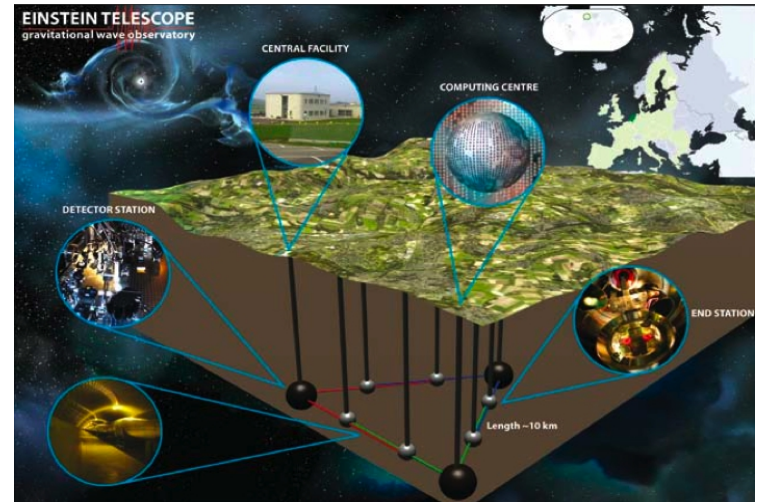 EINSTEIN TELESCOPE
gravitational wave observatory
CENTRAL FACILITY
COMPUTING CENTRE
DETECTOR STATION
END STATION
Length ~10 km